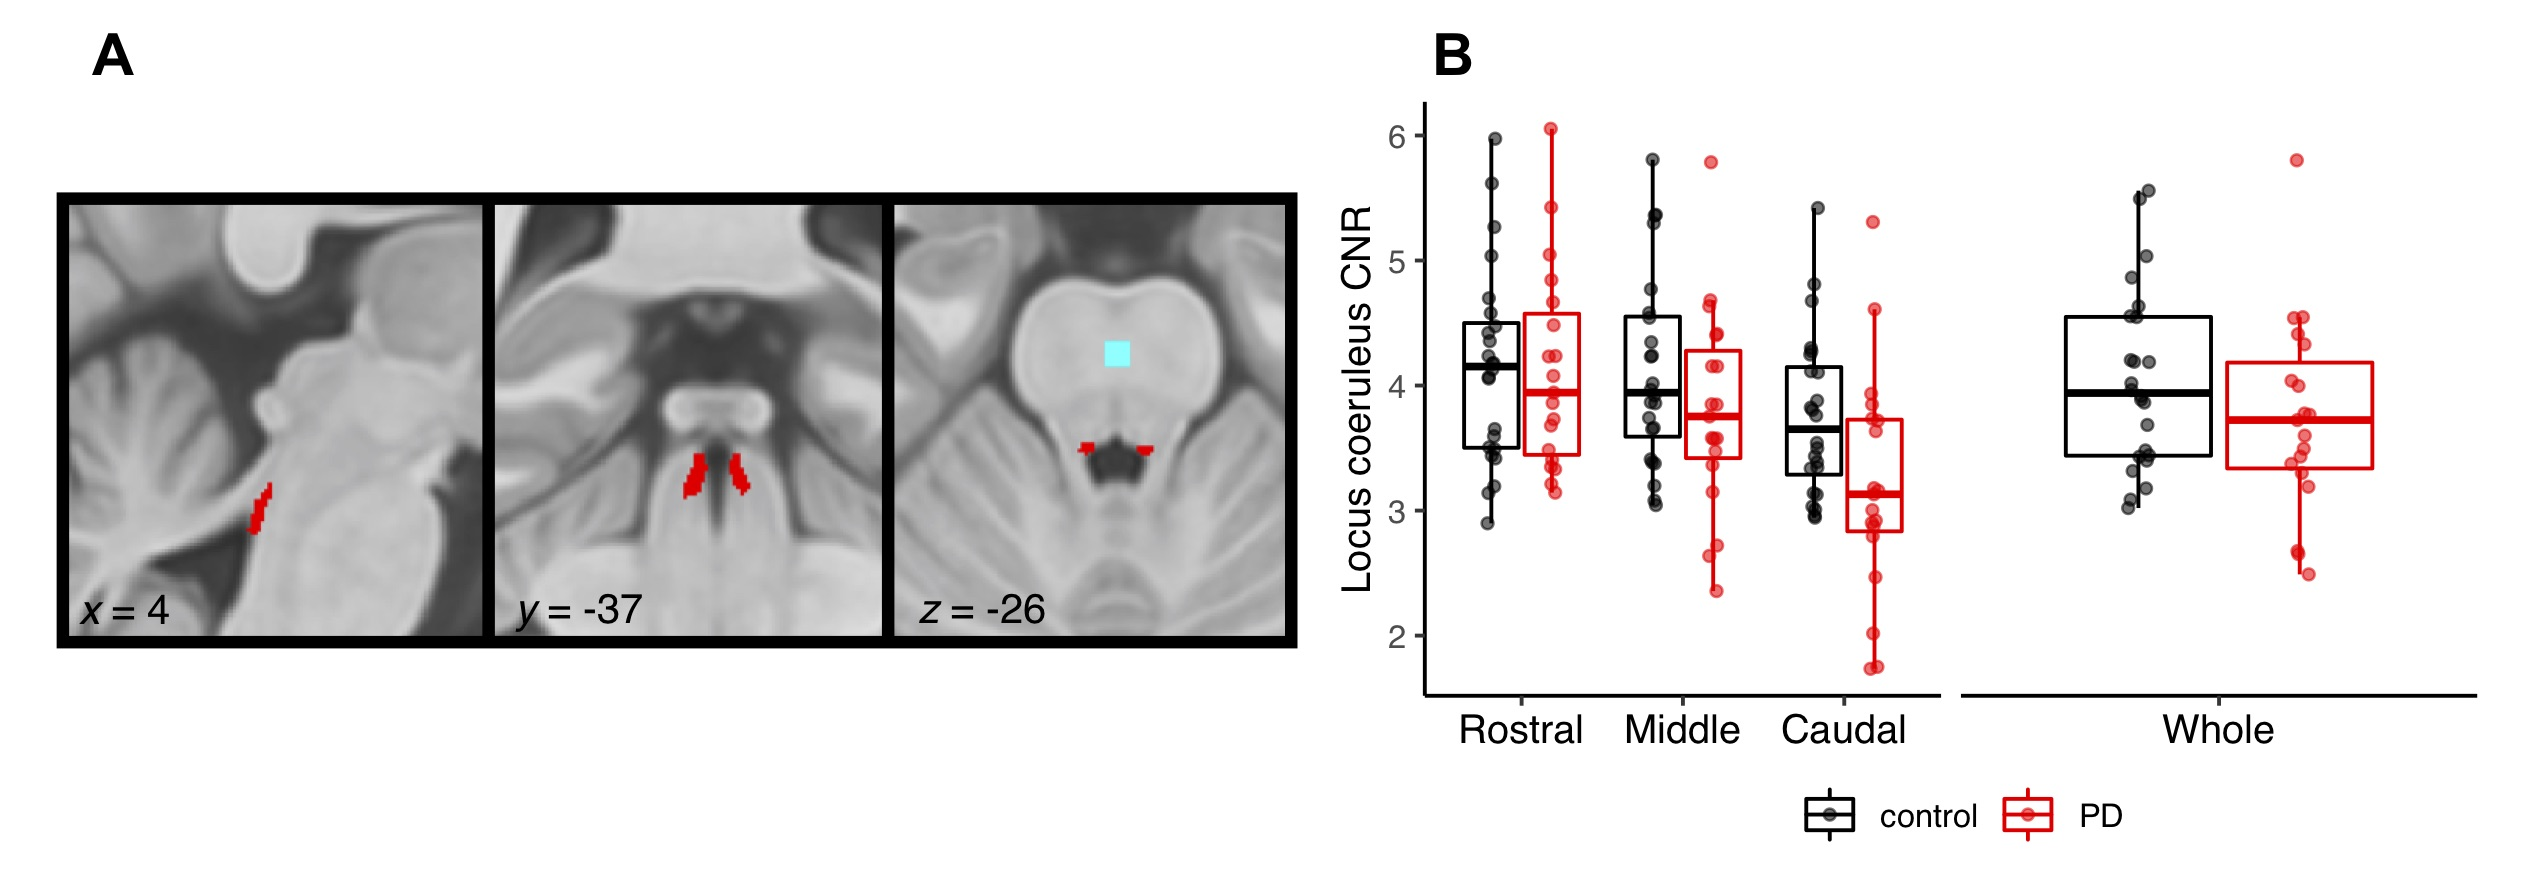 A
B
x = 4
y = -37
z = -26
Locus coeruleus CNR
6
5
4
3
2
Rostral Middle Caudal Whole
control PD